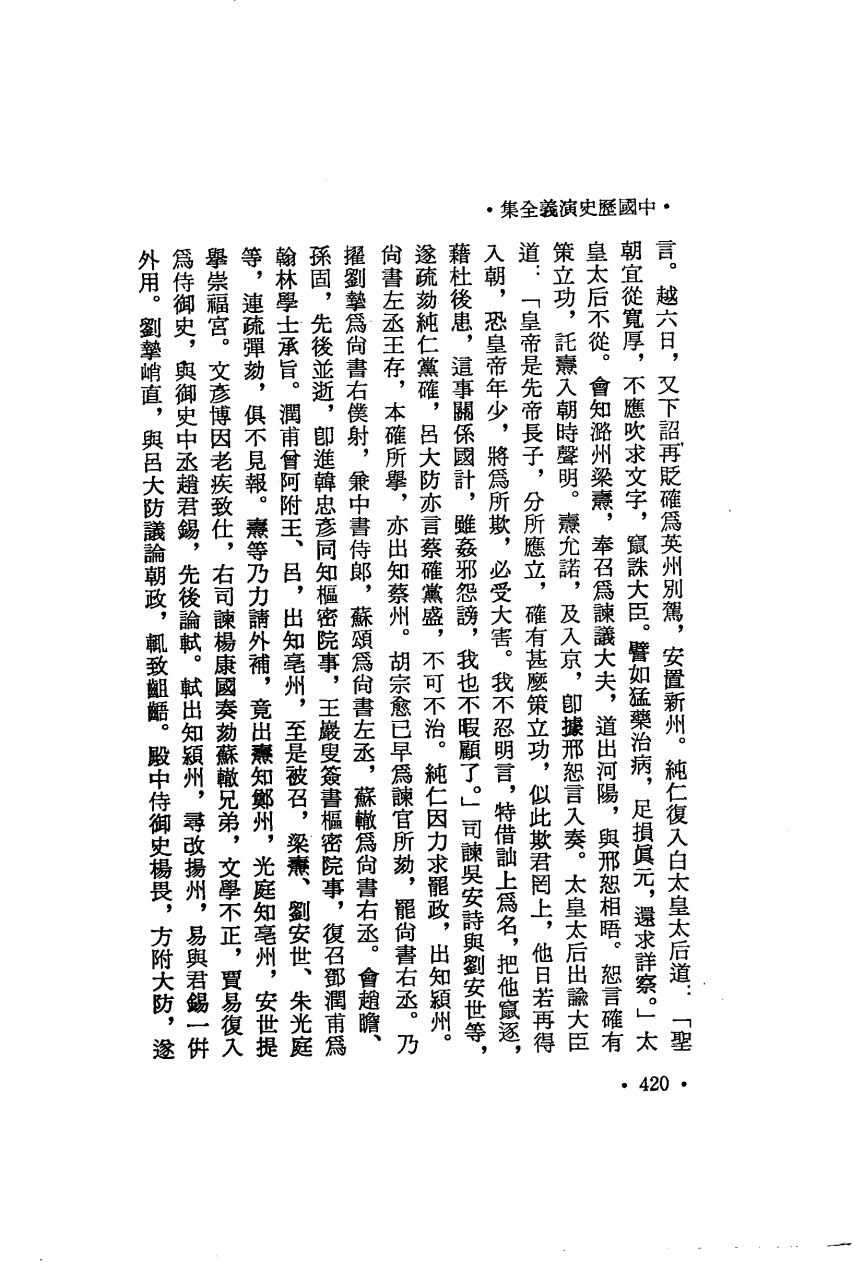 ·中國歷史演義全集·
言。越六日，又下詔再貶確爲英州別駕，安置新州。純仁復入白太皇太后道：「聖
朝宜從寬厚，不應吹求文字，竄誅大臣。譬如猛藥治病，足損眞元，還求詳察。」太
皇太后不從。會知潞州梁燾，奉召爲諫議大夫，道出河陽，與邢恕相晤。恕言確有
策立功，託燾入朝時聲明。燾允諾，及入京，卽據邢恕言入奏。太皇太后出諭大臣
道：「皇帝是先帝長子，分所應立，確有甚麼策立功，似此欺君罔上，他日若再得
入朝，恐皇帝年少，將爲所欺，必受大害。我不忍明言，特借訕上爲名，把他竄逐，
藉杜後患，這事關係國計，雖姦邪怨謗，我也不暇顧了。」司諫吳安詩與劉安世等，
遂疏劾純仁黨確，呂大防亦言蔡確黨盛，不可不治。純仁因力求罷政，出知潁州。
尙書左丞王存，本確所擧，亦出知蔡州。胡宗愈已早爲諫官所劾，罷尙書右丞。乃
擢劉摯爲尙書右僕射，兼中書侍郞，蘇頌爲尙書左丞，蘇轍爲尙書右丞。會趙瞻、
孫固，先後並逝，卽進韓忠彥同知樞密院事，王巖叟簽書樞密院事，復召鄧潤甫爲
翰林學士承旨。潤甫曾阿附王、呂，出知亳州，至是被召，梁燾、劉安世、朱光庭
等，連疏彈劾，俱不見報。燾等乃力請外補，竟出燾知鄭州，光庭知亳州，安世提
擧崇福宮。文彥博因老疾致仕，右司諫楊康國奏劾蘇轍兄弟，文學不正，賈易復入
爲侍御史，與御史中丞趙君錫，先後論軾。軾出知潁州，尋改揚州，易與君錫一併
外用。劉摯峭直，與呂大防議論朝政，輒致齟齬。殿中侍御史楊畏，方附大防，遂
·420·